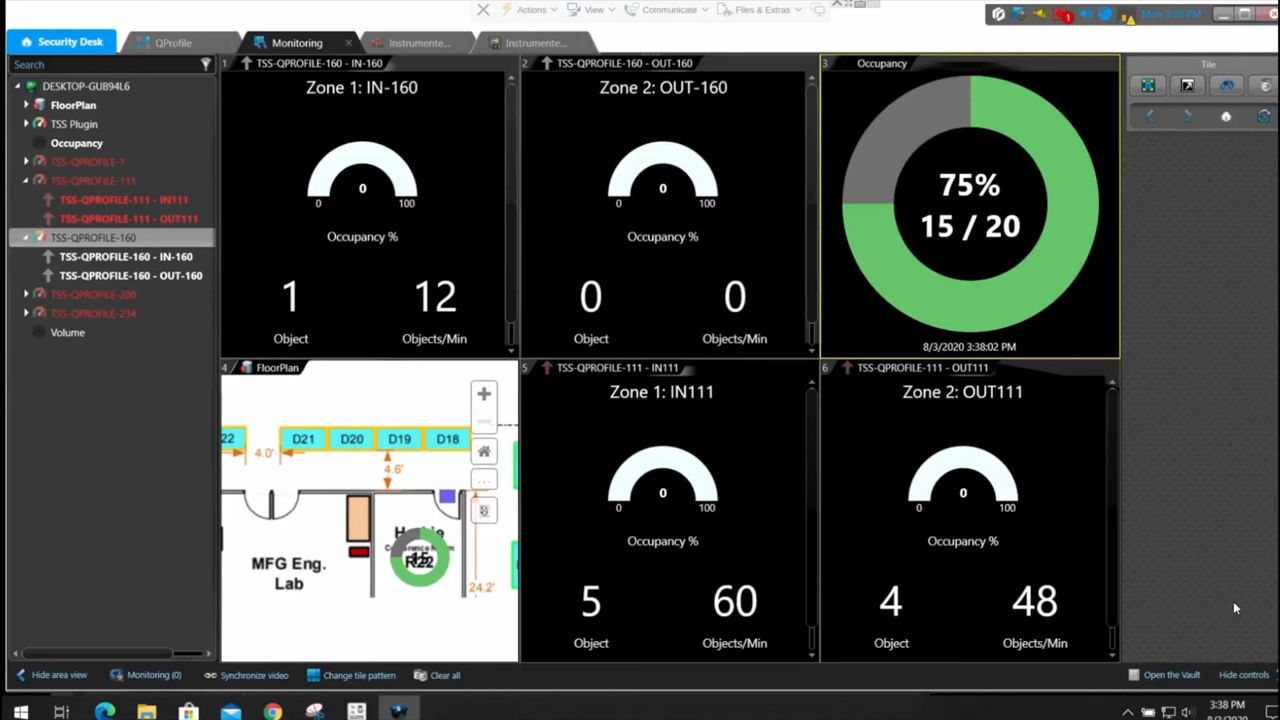 Actions
View
Communicate
Files & Extras
1
Mon 3:38 PM
Security Desk
QProfile
Monitoring
Instrumente...
Instrumente...
Search
DESKTOP-GUB94L6
FloorPlan
TSS Plugin
Occupancy
TSS-QPROFILE-1
TSS-QPROFILE-111
TSS-QPROFILE-111 - IN111
TSS-QPROFILE-111 - OUT111
TSS-QPROFILE-160
TSS-QPROFILE-160 - IN-160
TSS-QPROFILE-160 - OUT-160
TSS-QPROFILE-200
TSS-QPROFILE-234
Volume
1 TSS-QPROFILE-160 - IN-160
Zone 1: IN-160
0
0 100
Occupancy %
1 12
Object Objects/Min
2 TSS-QPROFILE-160 - OUT-160
Zone 2: OUT-160
0
0 100
Occupancy %
0 0
Object Objects/Min
3 Occupancy
75%
15 / 20
8/3/2020 3:38:02 PM
Tile
4 FloorPlan
22 D21 D20 D19 D18
4.0'
4.6'
MFG Eng.
Lab
15
R22
24.2'
5 TSS-QPROFILE-111 - IN111
Zone 1: IN111
0
0 100
Occupancy %
5 60
Object Objects/Min
6 TSS-QPROFILE-111 - OUT111
Zone 2: OUT111
0
0 100
Occupancy %
4 48
Object Objects/Min
Hide area view
Monitoring (0)
Synchronize video
Change tile pattern
Clear all
Open the Vault
Hide controls
3:38 PM